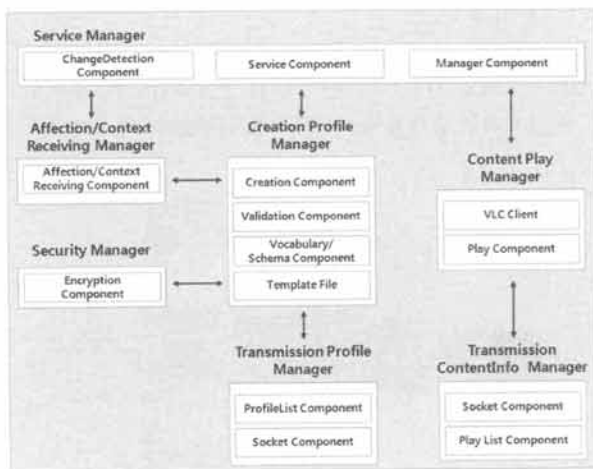 Service Manager
ChangeDetection
Component
Service Component
Manager Component
Affection/Context
Receiving Manager
Affection/Context
Receiving Component
Creation Profile
Manager
Creation Component
Validation Component
Vocabulary/
Schema Component
Template File
Content Play
Manager
VLC Client
Play Component
Security Manager
Encryption
Component
Transmission Profile
Manager
ProfileList Component
Socket Component
Transmission
ContentInfo Manager
Socket Component
Play List Component